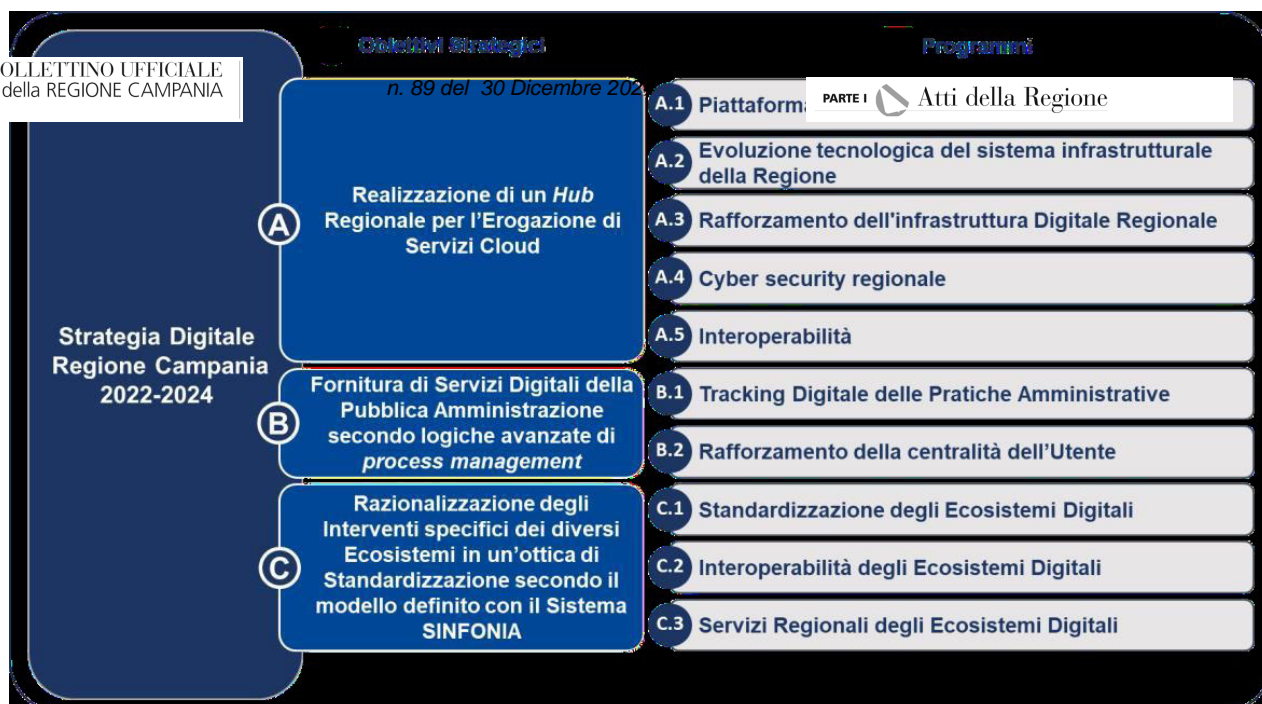 Obiettivi Strategici
Programmi
OLLETTINO UFFICIALE
della REGIONE CAMPANIA
n. 89 del 30 Dicembre 202
PARTE I
Atti della Regione
Strategia Digitale
Regione Campania
2022-2024
A
Realizzazione di un Hub
Regionale per l'Erogazione di
Servizi Cloud
A.1 Piattaforma
A.2 Evoluzione tecnologica del sistema infrastrutturale
della Regione
A.3 Rafforzamento dell'infrastruttura Digitale Regionale
A.4 Cyber security regionale
A.5 Interoperabilità
B
Fornitura di Servizi Digitali della
Pubblica Amministrazione
secondo logiche avanzate di
process management
B.1 Tracking Digitale delle Pratiche Amministrative
B.2 Rafforzamento della centralità dell'Utente
C
Razionalizzazione degli
Interventi specifici dei diversi
Ecosistemi in un'ottica di
Standardizzazione secondo il
modello definito con il Sistema
SINFONIA
C.1 Standardizzazione degli Ecosistemi Digitali
C.2 Interoperabilità degli Ecosistemi Digitali
C.3 Servizi Regionali degli Ecosistemi Digitali